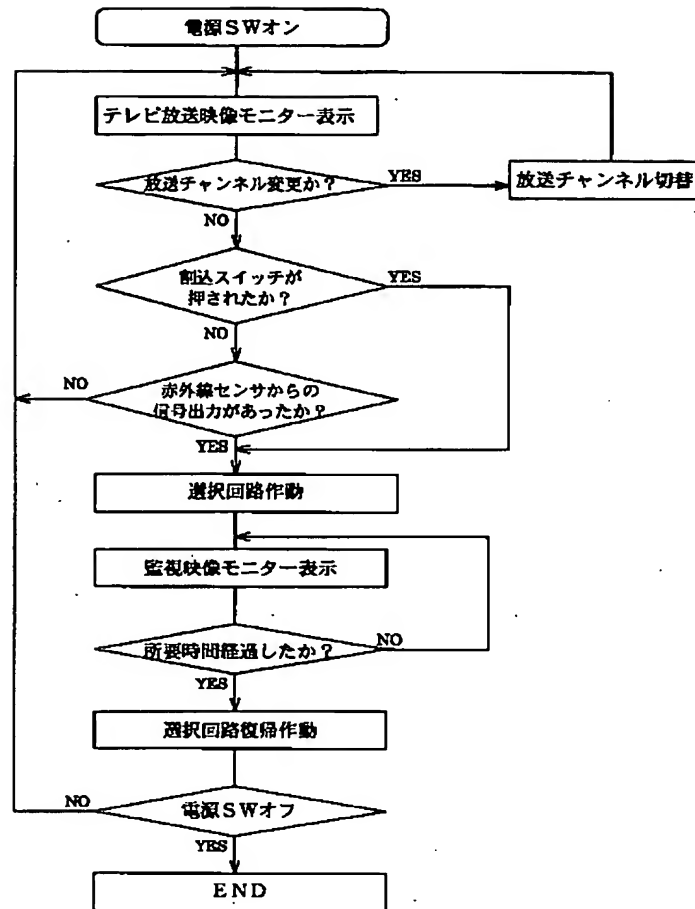 電源SWオン
テレビ放送映像モニター表示
放送チャンネル変更か?
YES
放送チャンネル切替
NO
割込スイッチが
押されたか?
YES
NO
赤外線センサからの
信号出力があったか?
NO
YES
選択回路作動
監視映像モニター表示
所要時間経過したか?
NO
YES
選択回路復帰作動
電源SWオフ
NO
YES
END